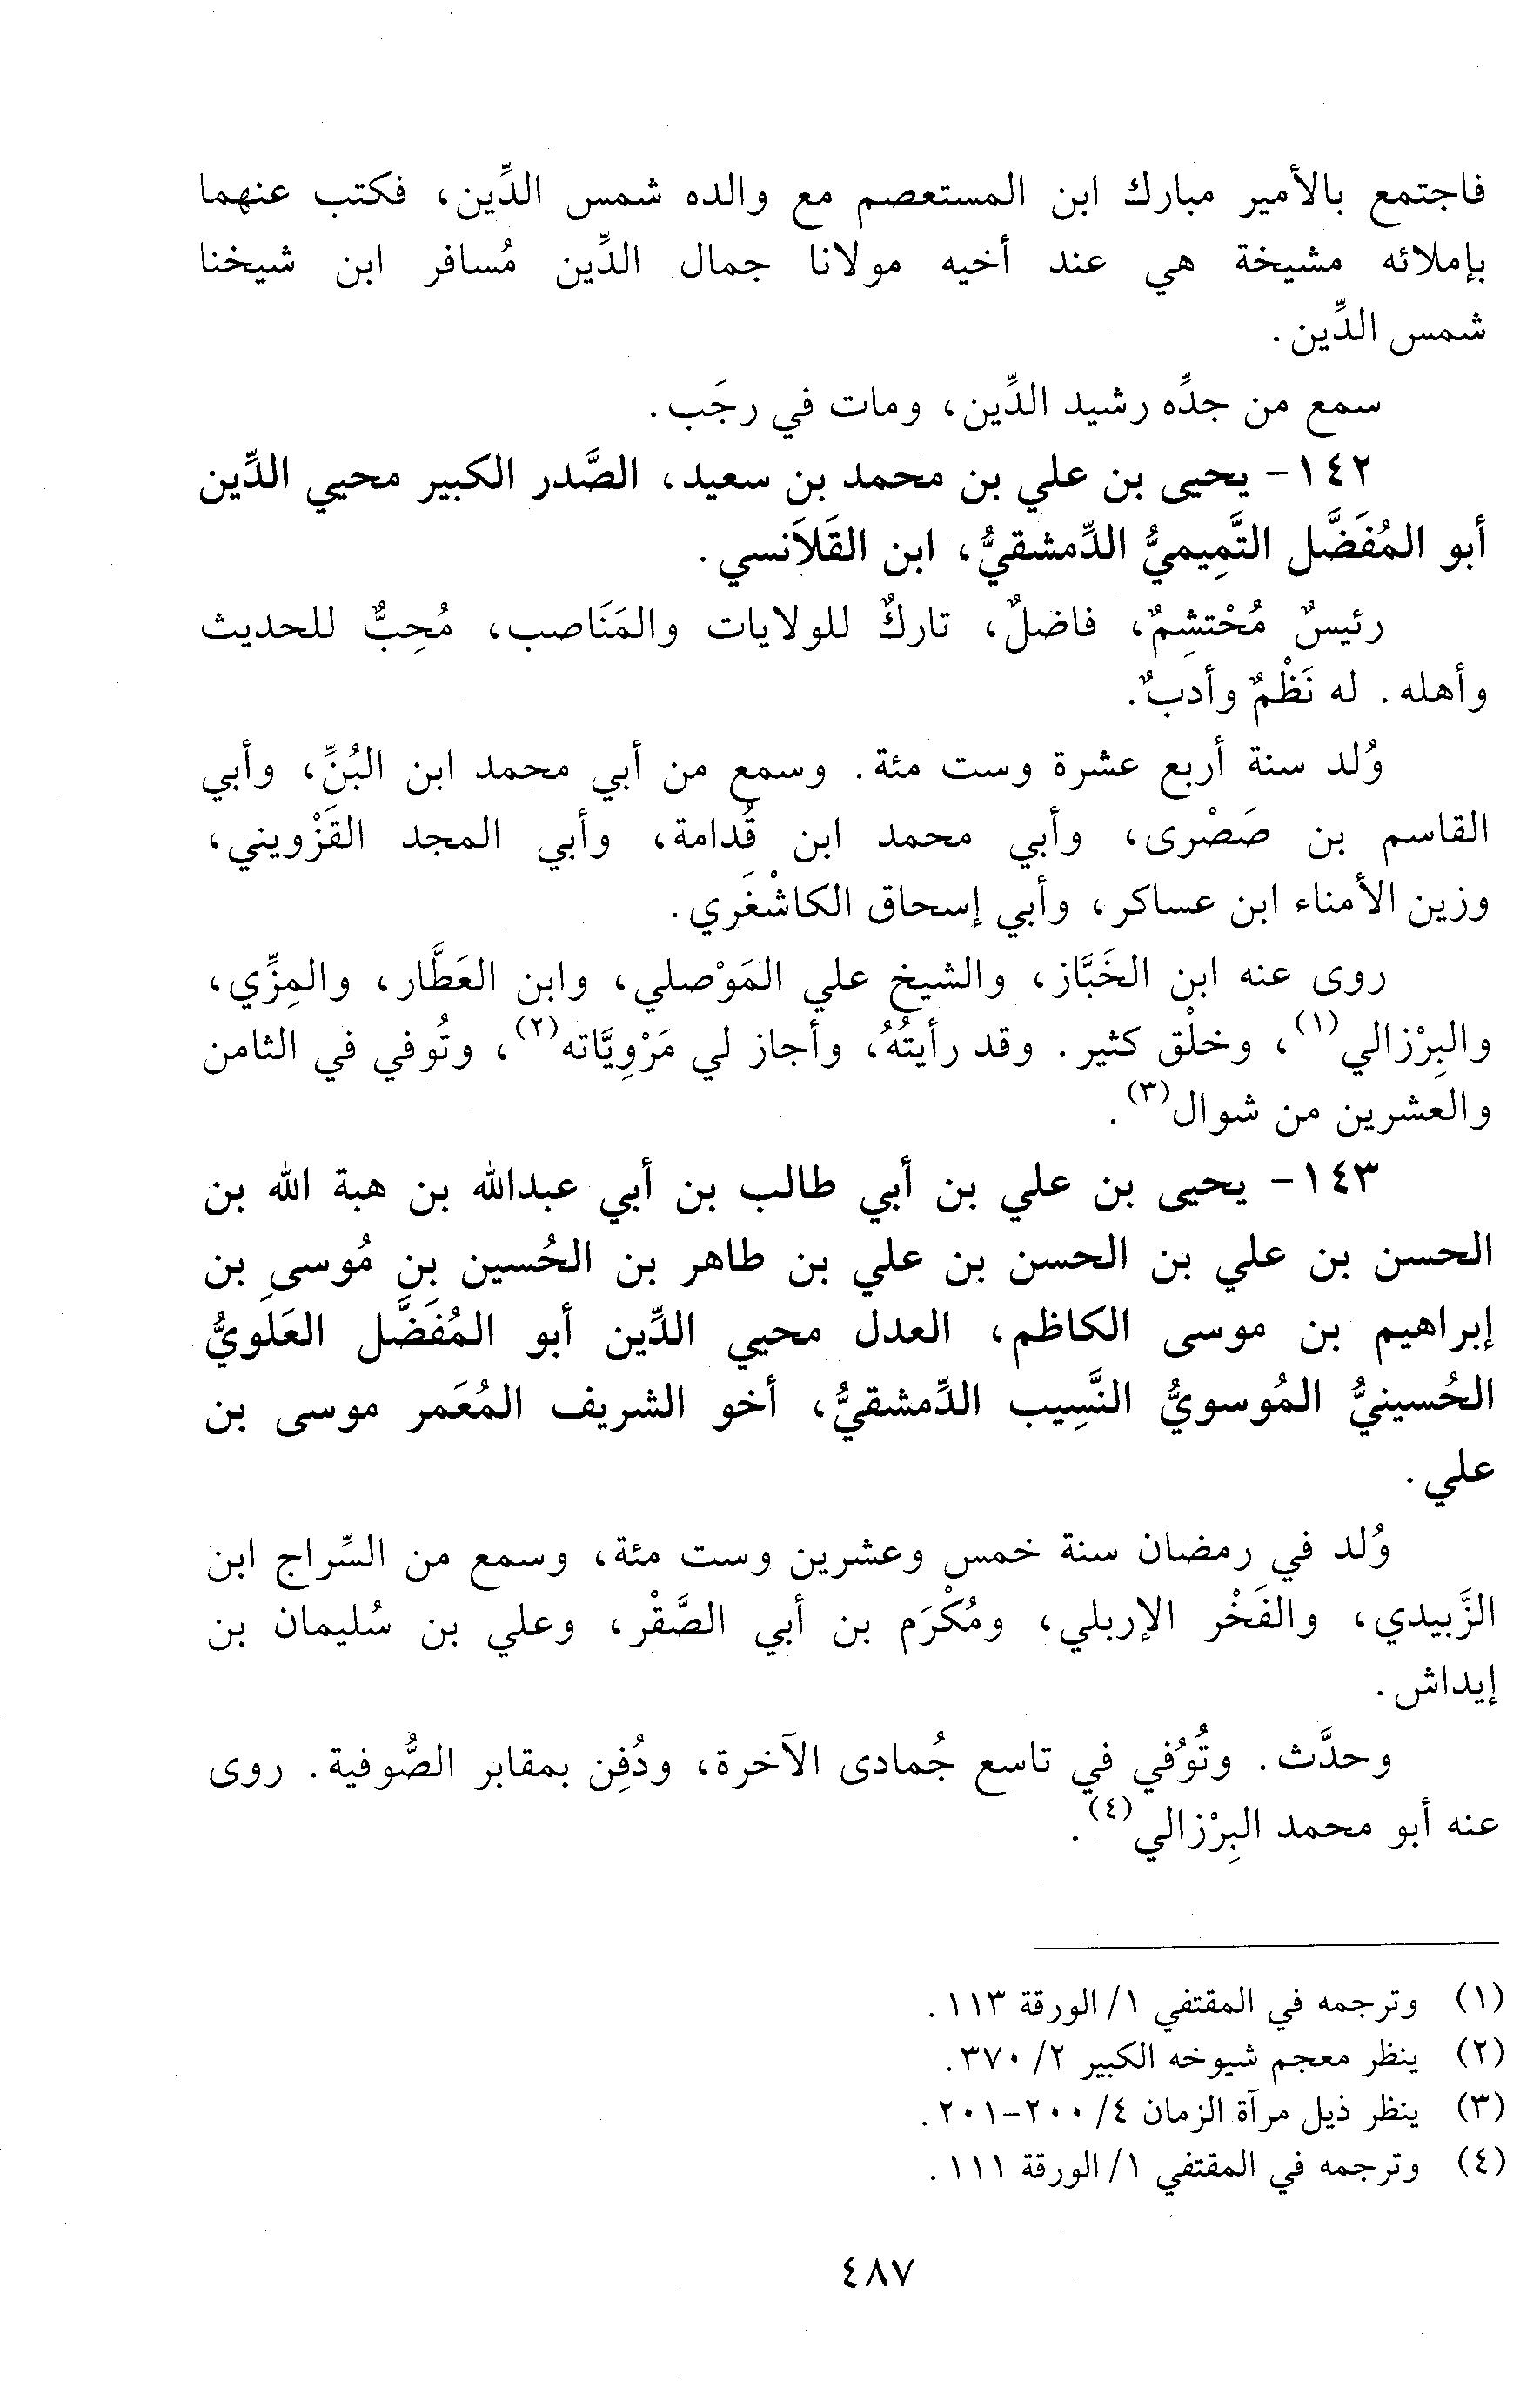 فاجتمع بالأمير مبارك ابن المستعصم مع والده شمس الدِّين، فكتب عنهما
بإملائه مشيخة هي عند أخيه مولانا جمال الدِّين مُسافر ابن شيخنا
شمس الدِّين.
سمع من جدِّه رشيد الدِّين، ومات في رجَب.
١٤٢- يحيى بن علي بن محمد بن سعيد، الصَّدر الكبير محيي الدِّين
أبو المُفَضَّل التَّمِيميُّ الدِّمشقيُّ، ابن القَلاَنسي.
رئيسٌ مُحْتشِمٌ، فاضلٌ، تاركٌ للولايات والمَنَاصب، مُحِبٌّ للحديث
وأهله. له نَظْمٌ وأدبٌ.
وُلد سنة أربع عشرة وست مئة. وسمع من أبي محمد ابن البُنِّ، وأبي
القاسم بن صَصْرى، وأبي محمد ابن قُدامة، وأبي المجد القَزْويني،
وزين الأمناء ابن عساكر، وأبي إسحاق الكاشْغَري.
روى عنه ابن الخَبَّاز، والشيخ علي المَوْصلي، وابن العَطَّار، والمِزِّي،
والبِرْزالي(١)، وخلْق كثير. وقد رأيتُهُ، وأجاز لي مَرْوِيَّاته(٢)، وتُوفي في الثامن
والعشرين من شوال(٣).
١٤٣- يحيى بن علي بن أبي طالب بن أبي عبدالله بن هبة الله بن
الحسن بن علي بن الحسن بن علي بن طاهر بن الحُسين بن مُوسى بن
إبراهيم بن موسى الكاظم، العدل محيي الدِّين أبو المُفَضَّل العَلَويُّ
الحُسينيُّ المُوسويُّ النَّسِيب الدِّمشقيُّ، أخو الشريف المُعَمر موسى بن
علي.
وُلد في رمضان سنة خمس وعشرين وست مئة، وسمع من السِّراج ابن
الزَّبيدي، والفَخْر الإربلي، ومُكْرَم بن أبي الصَّقْر، وعلي بن سُليمان بن
إيداش.
وحدَّث. وتُوُفي في تاسع جُمادى الآخرة، ودُفِن بمقابر الصُّوفية. روى
عنه أبو محمد البِرْزالي(٤).
(١) وترجمه في المقتفي ١/ الورقة ١١٣.
(٢) ينظر معجم شيوخه الكبير ٢/ ٣٧٠.
(٣) ينظر ذيل مرآة الزمان ٤/ ٢٠٠-٢٠١.
(٤) وترجمه في المقتفي ١/ الورقة ١١١.
٤٨٧